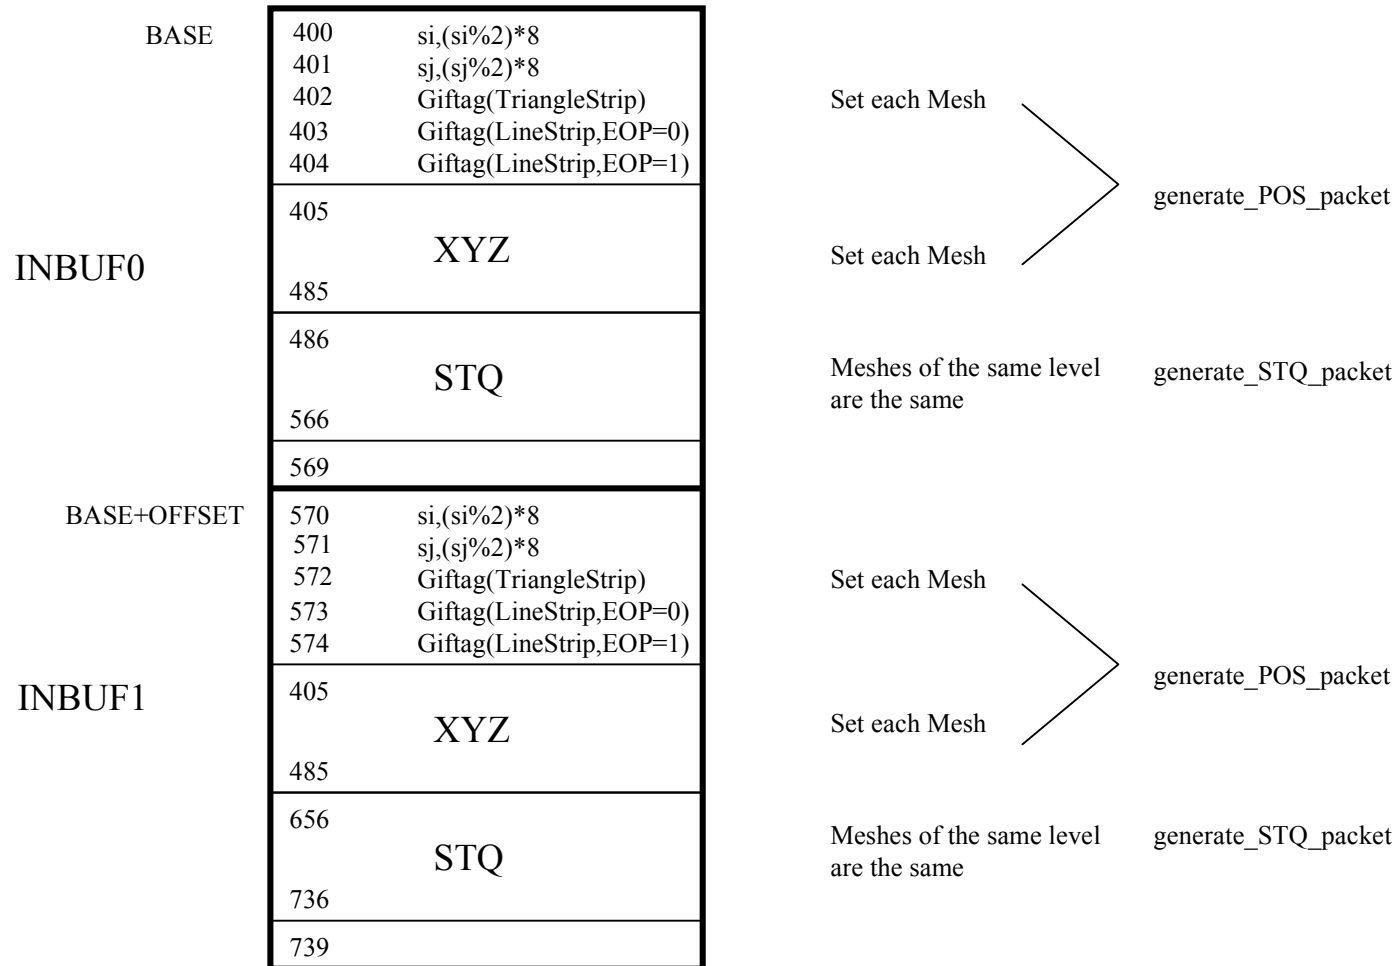 BASE
400 si,(si%2)*8
401 sj,(sj%2)*8
402 Giftag(TriangleStrip)
403 Giftag(LineStrip,EOP=0)
404 Giftag(LineStrip,EOP=1)
Set each Mesh
generate_POS_packet
INBUF0
405
XYZ
485
Set each Mesh
486
STQ
566
Meshes of the same level
are the same
generate_STQ_packet
569
BASE+OFFSET
570 si,(si%2)*8
571 sj,(sj%2)*8
572 Giftag(TriangleStrip)
573 Giftag(LineStrip,EOP=0)
574 Giftag(LineStrip,EOP=1)
Set each Mesh
generate_POS_packet
INBUF1
405
XYZ
485
Set each Mesh
656
STQ
736
Meshes of the same level
are the same
generate_STQ_packet
739